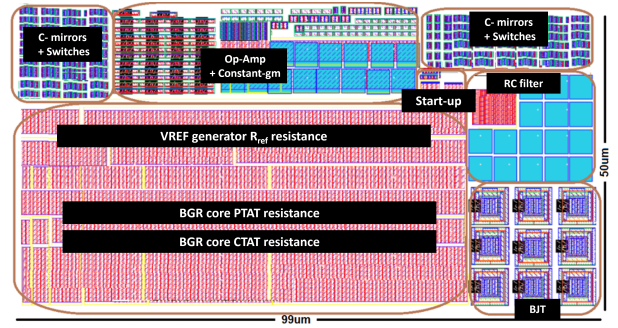 C- mirrors
+ Switches
Op-Amp
+ Constant-gm
C- mirrors
+ Switches
Start-up
RC filter
VREF generator Rref resistance
BGR core PTAT resistance
BGR core CTAT resistance
BJT
50um
99um